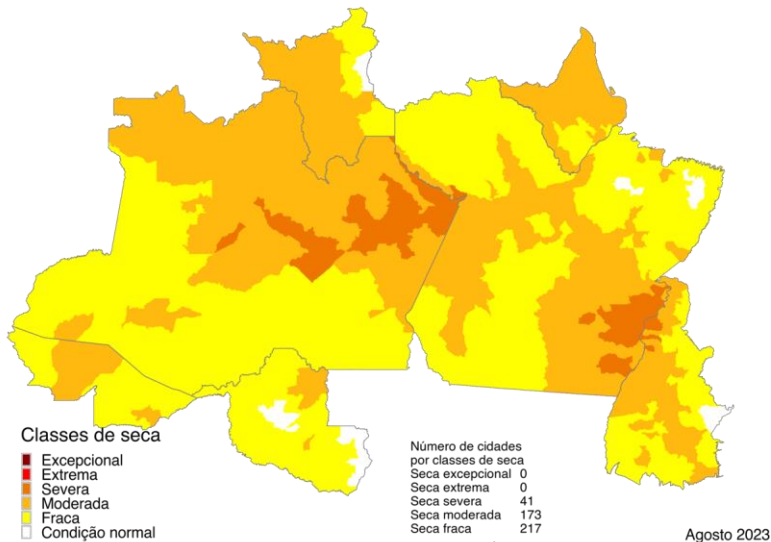 Classes de seca
Excepcional
Extrema
Severa
Moderada
Fraca
Condição normal
Número de cidades
por classes de seca
Seca excepcional 0
Seca extrema 0
Seca severa 41
Seca moderada 173
Seca fraca 217
Agosto 2023